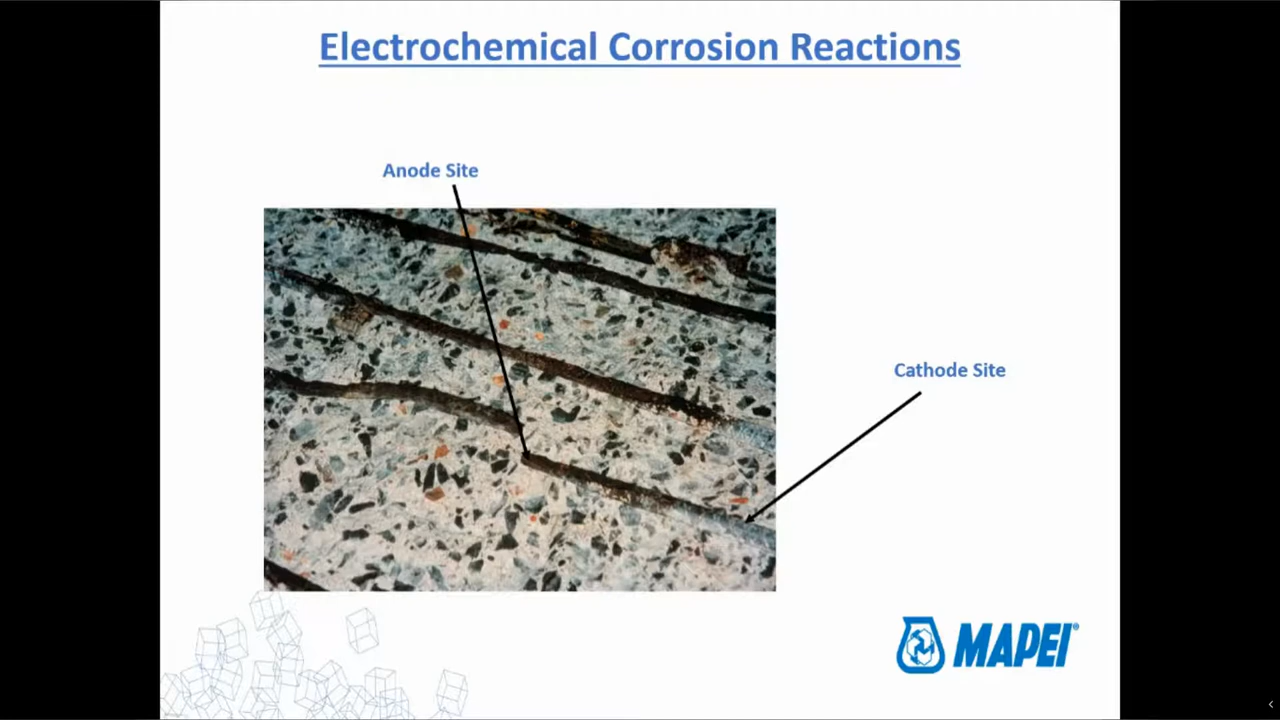 Electrochemical Corrosion Reactions
Anode Site
Cathode Site
MAPEI®